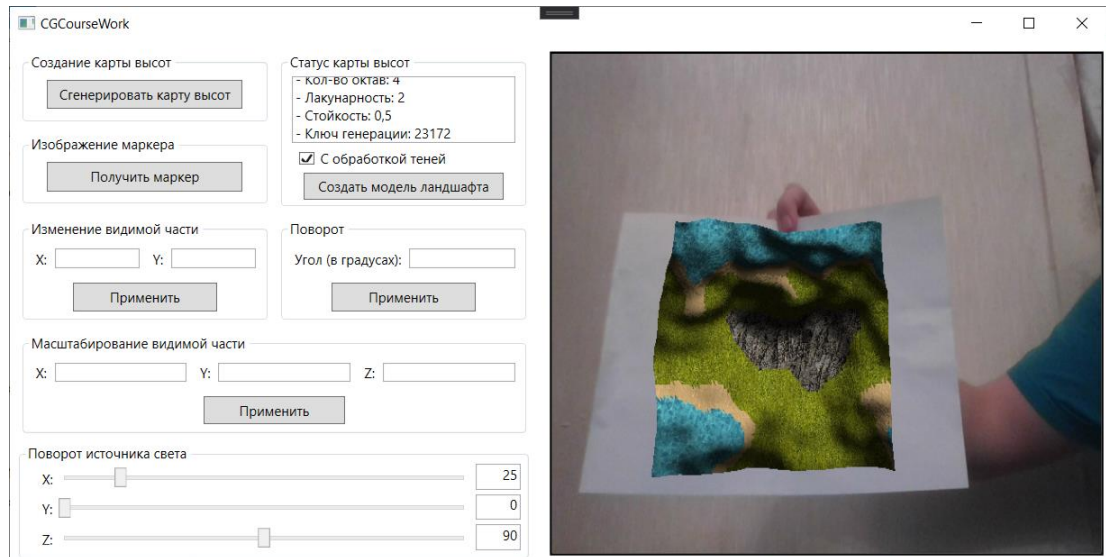 CGCourseWork
Создание карты высот
Сгенерировать карту высот
Статус карты высот
- Кол-во октав: 4
- Лакунарность: 2
- Стойкость: 0,5
- Ключ генерации: 23172
С обработкой теней
Создать модель ландшафта
Изображение маркера
Получить маркер
Изменение видимой части
X:
Y:
Применить
Поворот
Угол (в градусах):
Применить
Масштабирование видимой части
X:
Y:
Z:
Применить
Поворот источника света
X: 25
Y: 0
Z: 90